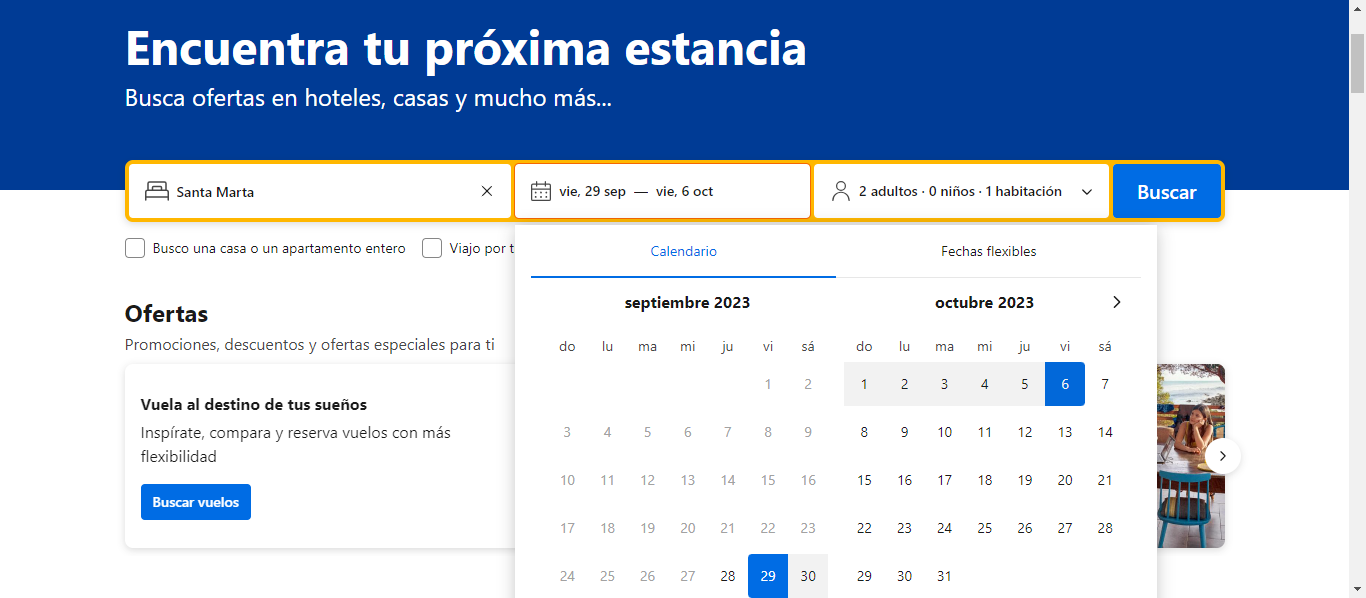 Encuentra tu próxima estancia
Busca ofertas en hoteles, casas y mucho más...
Santa Marta
vie, 29 sep — vie, 6 oct
2 adultos · 0 niños · 1 habitación
Buscar
Busco una casa o un apartamento entero
Viajo por t
Calendario
Fechas flexibles
septiembre 2023
do lu ma mi ju vi sá
1 2
3 4 5 6 7 8 9
10 11 12 13 14 15 16
17 18 19 20 21 22 23
24 25 26 27 28 29 30
octubre 2023
do lu ma mi ju vi sá
1 2 3 4 5 6 7
8 9 10 11 12 13 14
15 16 17 18 19 20 21
22 23 24 25 26 27 28
29 30 31
Ofertas
Promociones, descuentos y ofertas especiales para ti
Vuela al destino de tus sueños
Inspírate, compara y reserva vuelos con más
flexibilidad
Buscar vuelos